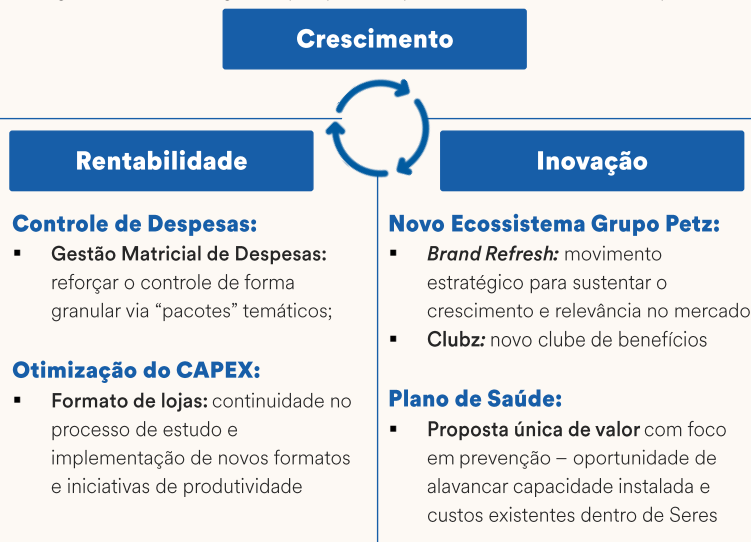 Crescimento
Rentabilidade
Controle de Despesas:
▪ Gestão Matricial de Despesas:
reforçar o controle de forma
granular via “pacotes” temáticos;
Otimização do CAPEX:
▪ Formato de lojas: continuidade no
processo de estudo e
implementação de novos formatos
e iniciativas de produtividade
Inovação
Novo Ecossistema Grupo Petz:
▪ Brand Refresh: movimento
estratégico para sustentar o
crescimento e relevância no mercado
▪ Clubz: novo clube de benefícios
Plano de Saúde:
▪ Proposta única de valor com foco
em prevenção – oportunidade de
alavancar capacidade instalada e
custos existentes dentro de Seres